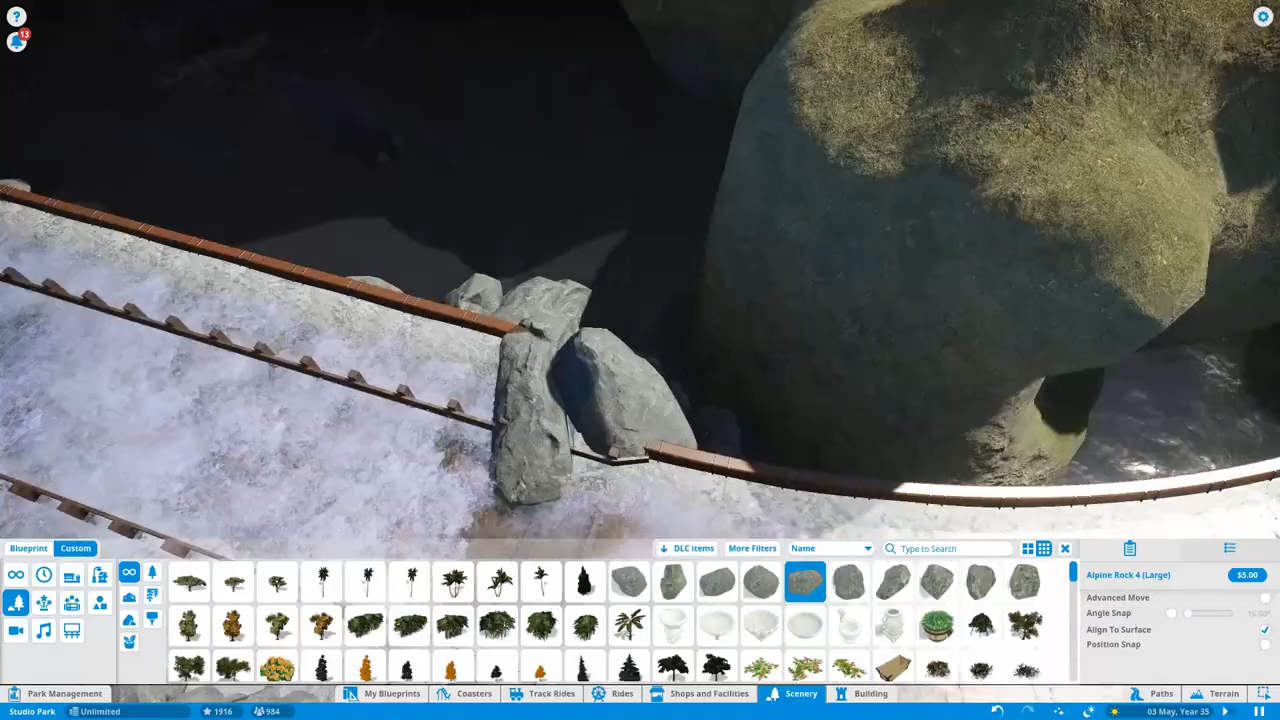 ?
13
Blueprint
Custom
DLC items
More Filters
Name
Type to Search
Alpine Rock 4 (Large)
$5.00
Advanced Move
Angle Snap
15.00°
Align To Surface
Position Snap
Park Management
My Blueprints
Coasters
Track Rides
Rides
Shops and Facilities
Scenery
Building
Paths
Terrain
Studio Park
Unlimited
1916
984
03 May, Year 35